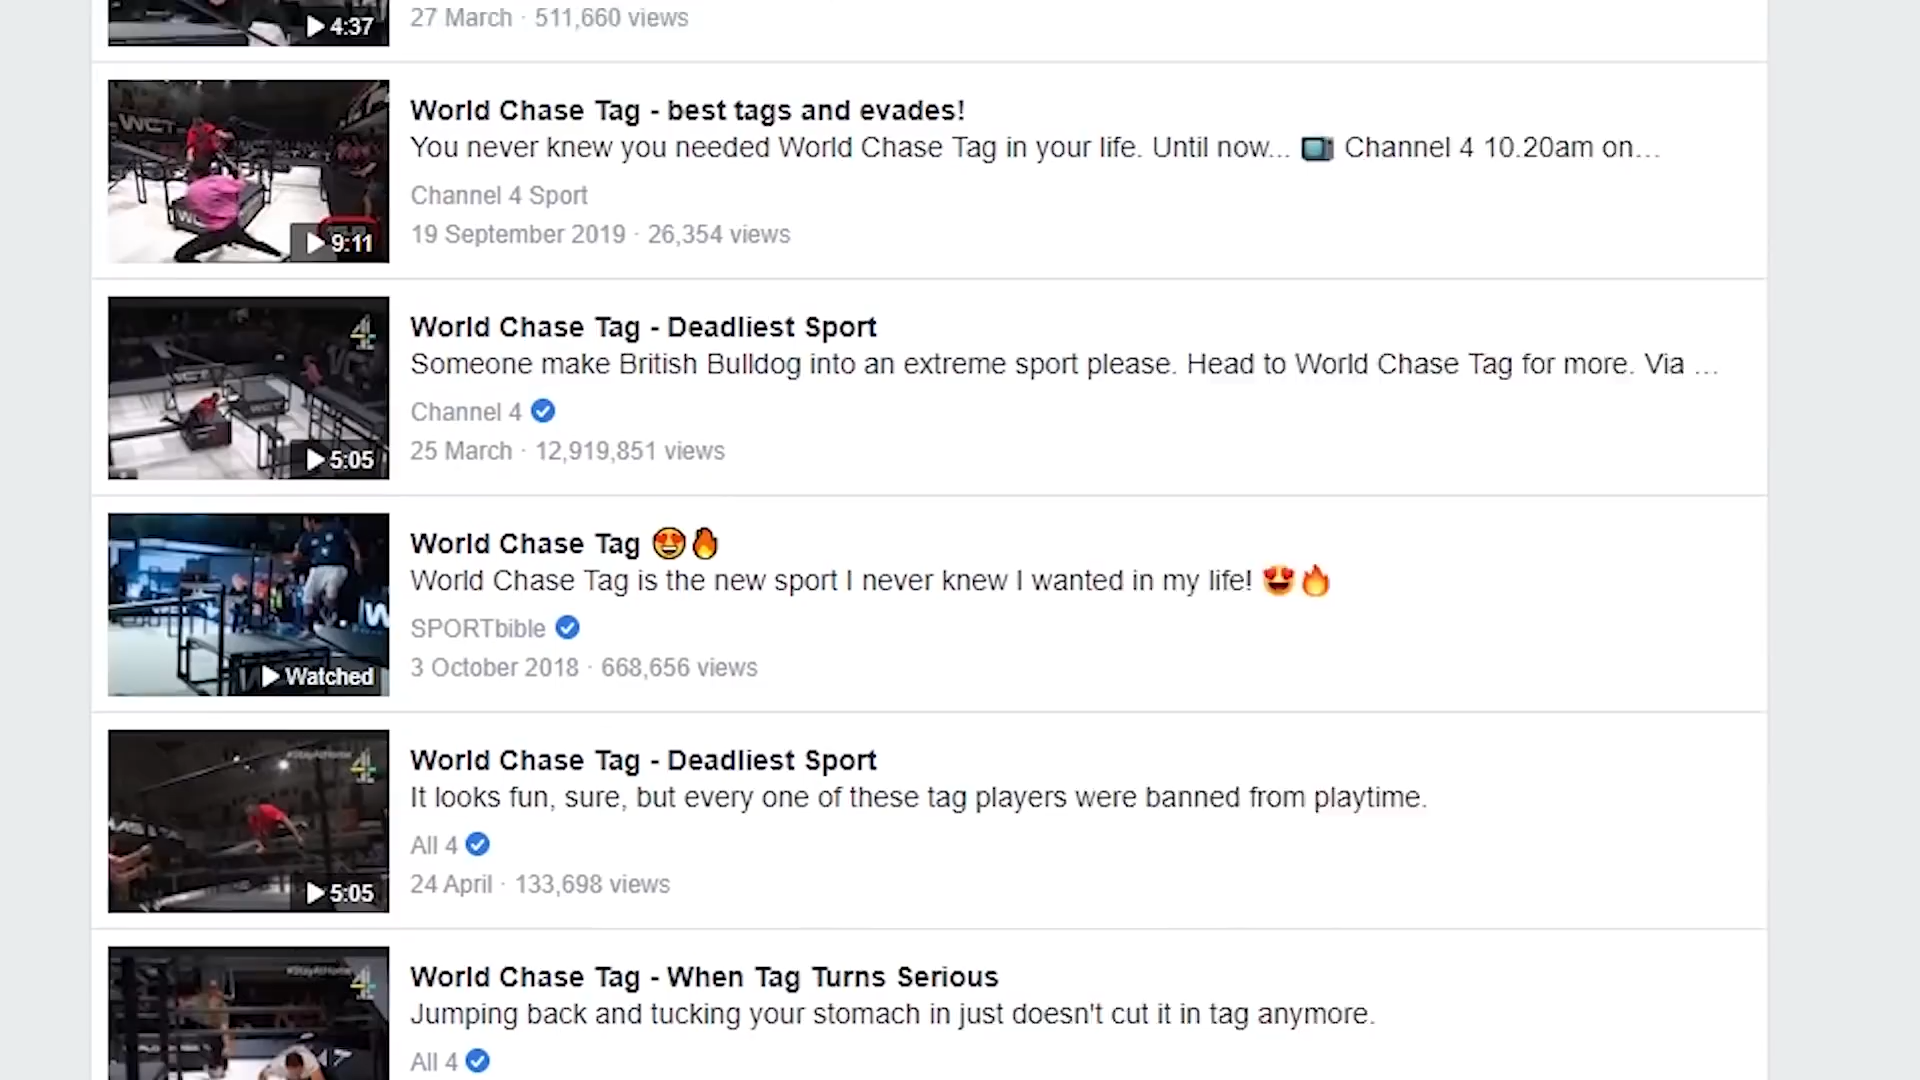 4:37
27 March · 511,660 views
WCT
9:11
World Chase Tag - best tags and evades!
You never knew you needed World Chase Tag in your life. Until now... 📺 Channel 4 10.20am on...
Channel 4 Sport
19 September 2019 · 26,354 views
5:05
World Chase Tag - Deadliest Sport
Someone make British Bulldog into an extreme sport please. Head to World Chase Tag for more. Via ...
Channel 4
25 March · 12,919,851 views
Watched
World Chase Tag 😍🔥
World Chase Tag is the new sport I never knew I wanted in my life! 😍🔥
SPORTbible
3 October 2018 · 668,656 views
#StayAtHome
5:05
World Chase Tag - Deadliest Sport
It looks fun, sure, but every one of these tag players were banned from playtime.
All 4
24 April · 133,698 views
#StayAtHome
World Chase Tag - When Tag Turns Serious
Jumping back and tucking your stomach in just doesn't cut it in tag anymore.
All 4